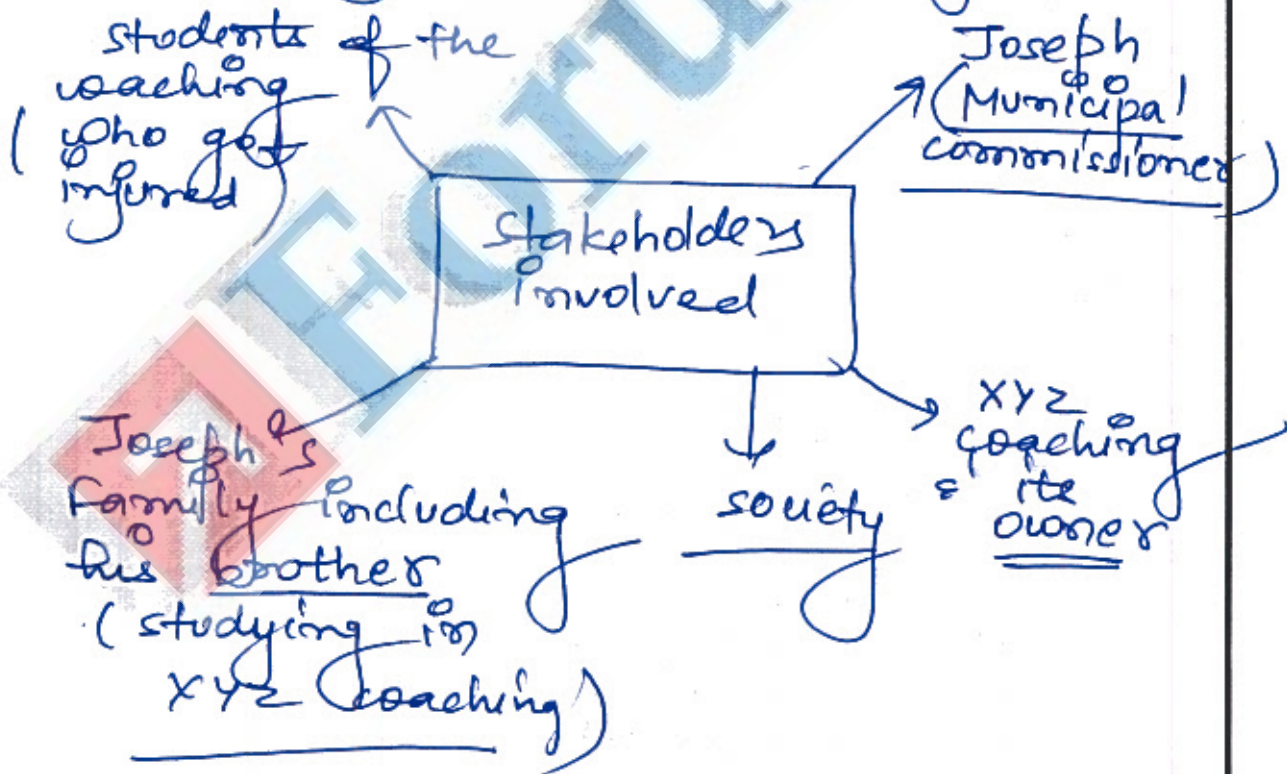 students of the
coaching
(who got
injured)
Joseph
(Municipal
commissioner)
Stakeholders
involved
Joseph's
Family including
his brother
(studying in
XYZ coaching)
society
XYZ
coaching
& its
owner
Foru